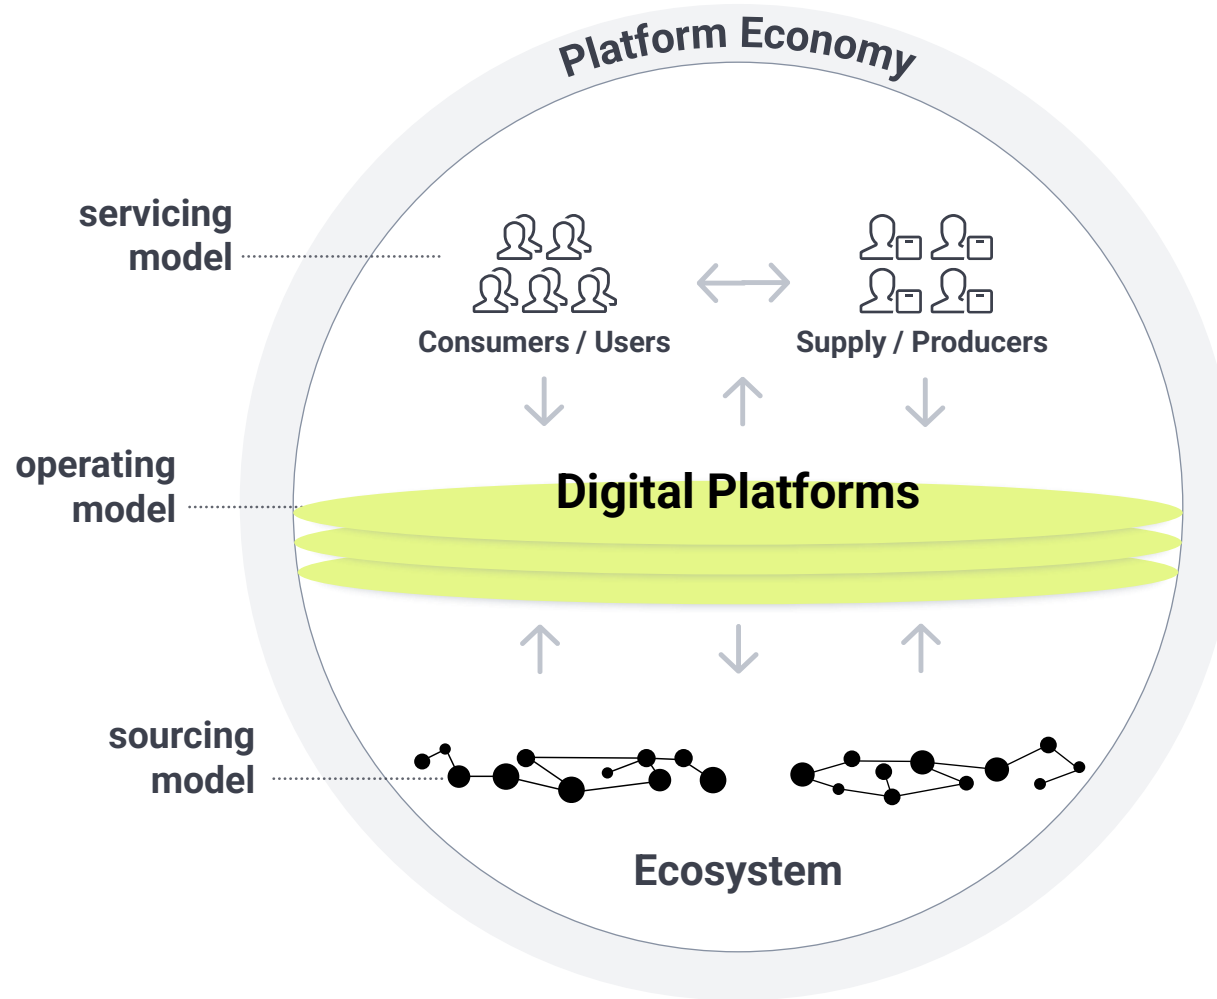 Platform Economy
servicing
model
Consumers / Users
Supply / Producers
operating
model
Digital Platforms
sourcing
model
Ecosystem